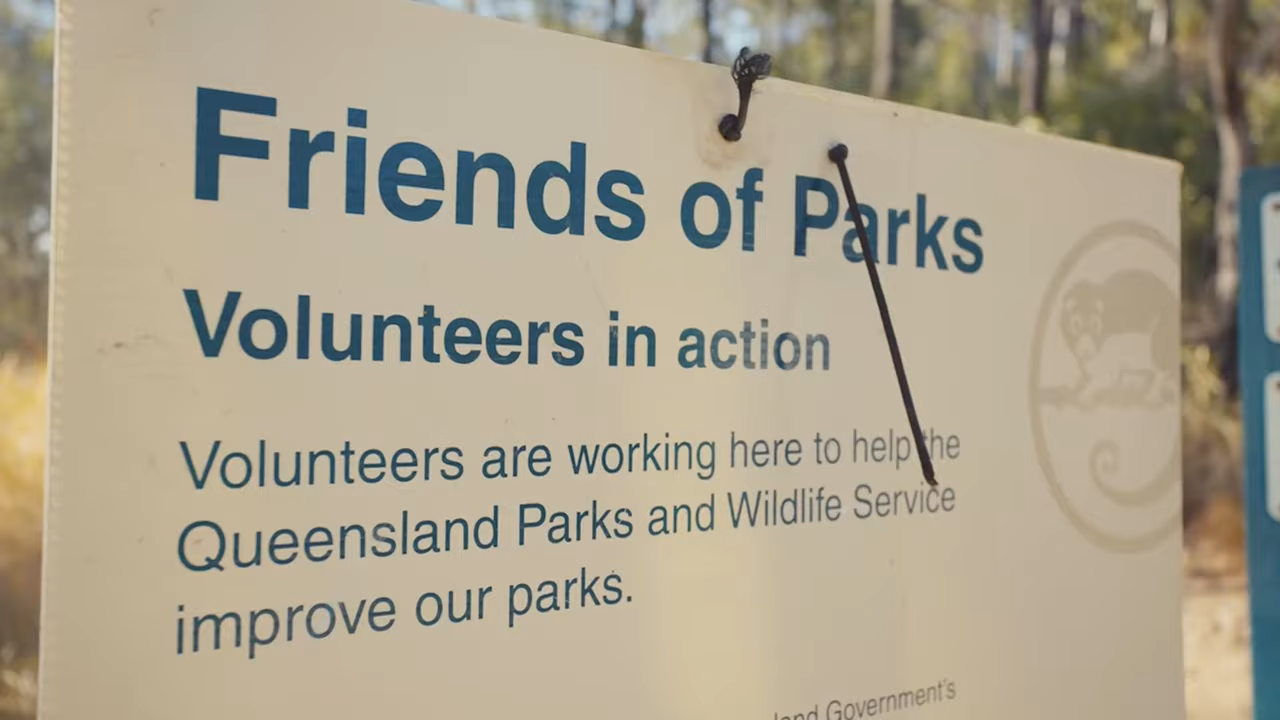 Friends of Parks
Volunteers in action
Volunteers are working here to help the
Queensland Parks and Wildlife Service
improve our parks.
Government's